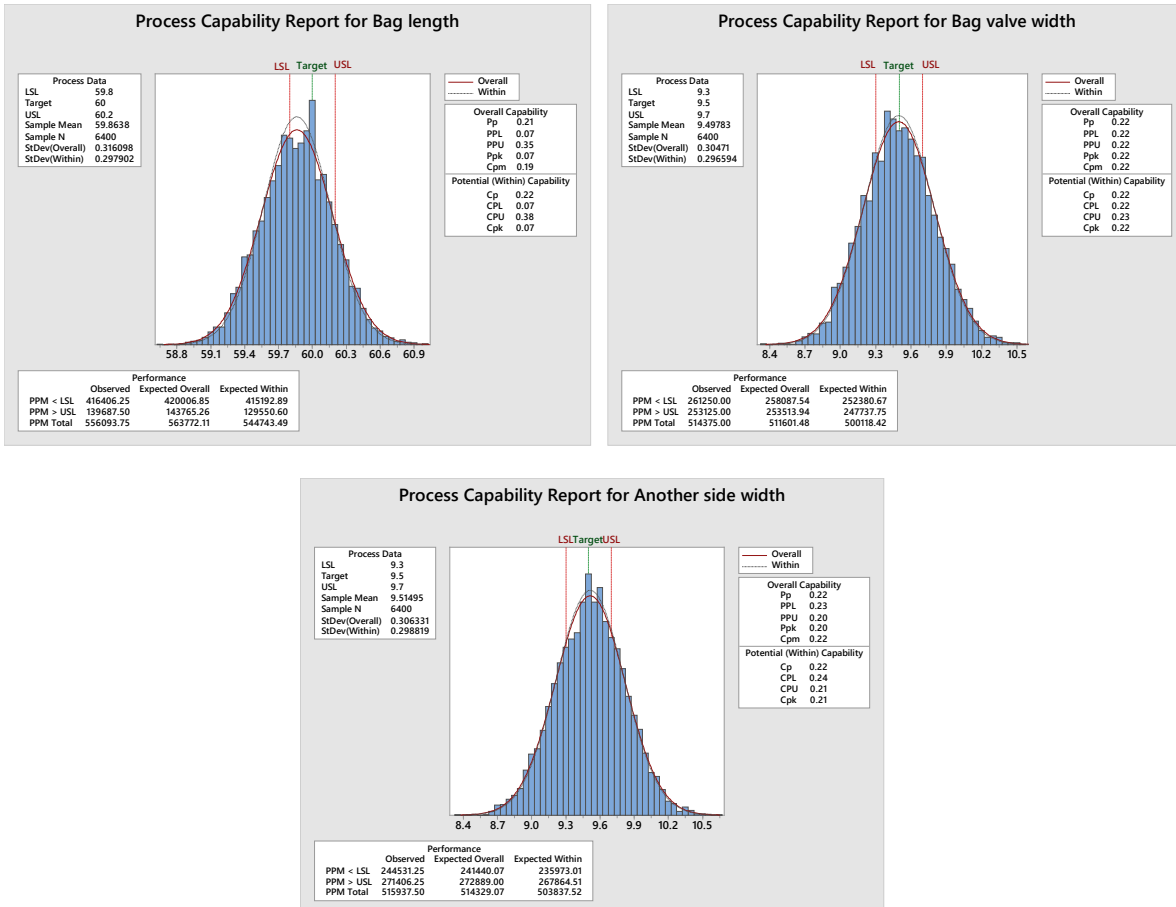 Process Capability Report for Bag length
LSL Target USL
Process Data
LSL 59.8
Target 60
USL 60.2
Sample Mean 59.8638
Sample N 6400
StDev(Overall) 0.316098
StDev(Within) 0.297902
Overall
Within
Overall Capability
Pp 0.21
PPL 0.07
PPU 0.35
Ppk 0.07
Cpm 0.19
Potential (Within) Capability
Cp 0.22
CPL 0.07
CPU 0.38
Cpk 0.07
58.8 59.1 59.4 59.7 60.0 60.3 60.6 60.9
Performance
Observed Expected Overall Expected Within
PPM < LSL 416406.25 420006.85 415192.89
PPM > USL 139687.50 143765.26 129550.60
PPM Total 556093.75 563772.11 544743.49
Process Capability Report for Bag valve width
LSL Target USL
Process Data
LSL 9.3
Target 9.5
USL 9.7
Sample Mean 9.49783
Sample N 6400
StDev(Overall) 0.30471
StDev(Within) 0.296594
Overall
Within
Overall Capability
Pp 0.22
PPL 0.22
PPU 0.22
Ppk 0.22
Cpm 0.22
Potential (Within) Capability
Cp 0.22
CPL 0.22
CPU 0.23
Cpk 0.22
8.4 8.7 9.0 9.3 9.6 9.9 10.2 10.5
Performance
Observed Expected Overall Expected Within
PPM < LSL 261250.00 258087.54 252380.67
PPM > USL 253125.00 253513.94 247737.75
PPM Total 514375.00 511601.48 500118.42
Process Capability Report for Another side width
LSL Target USL
Process Data
LSL 9.3
Target 9.5
USL 9.7
Sample Mean 9.51495
Sample N 6400
StDev(Overall) 0.306331
StDev(Within) 0.298819
Overall
Within
Overall Capability
Pp 0.22
PPL 0.23
PPU 0.20
Ppk 0.20
Cpm 0.22
Potential (Within) Capability
Cp 0.22
CPL 0.24
CPU 0.21
Cpk 0.21
8.4 8.7 9.0 9.3 9.6 9.9 10.2 10.5
Performance
Observed Expected Overall Expected Within
PPM < LSL 244531.25 241440.07 235973.01
PPM > USL 271406.25 272889.00 267864.51
PPM Total 515937.50 514329.07 503837.52